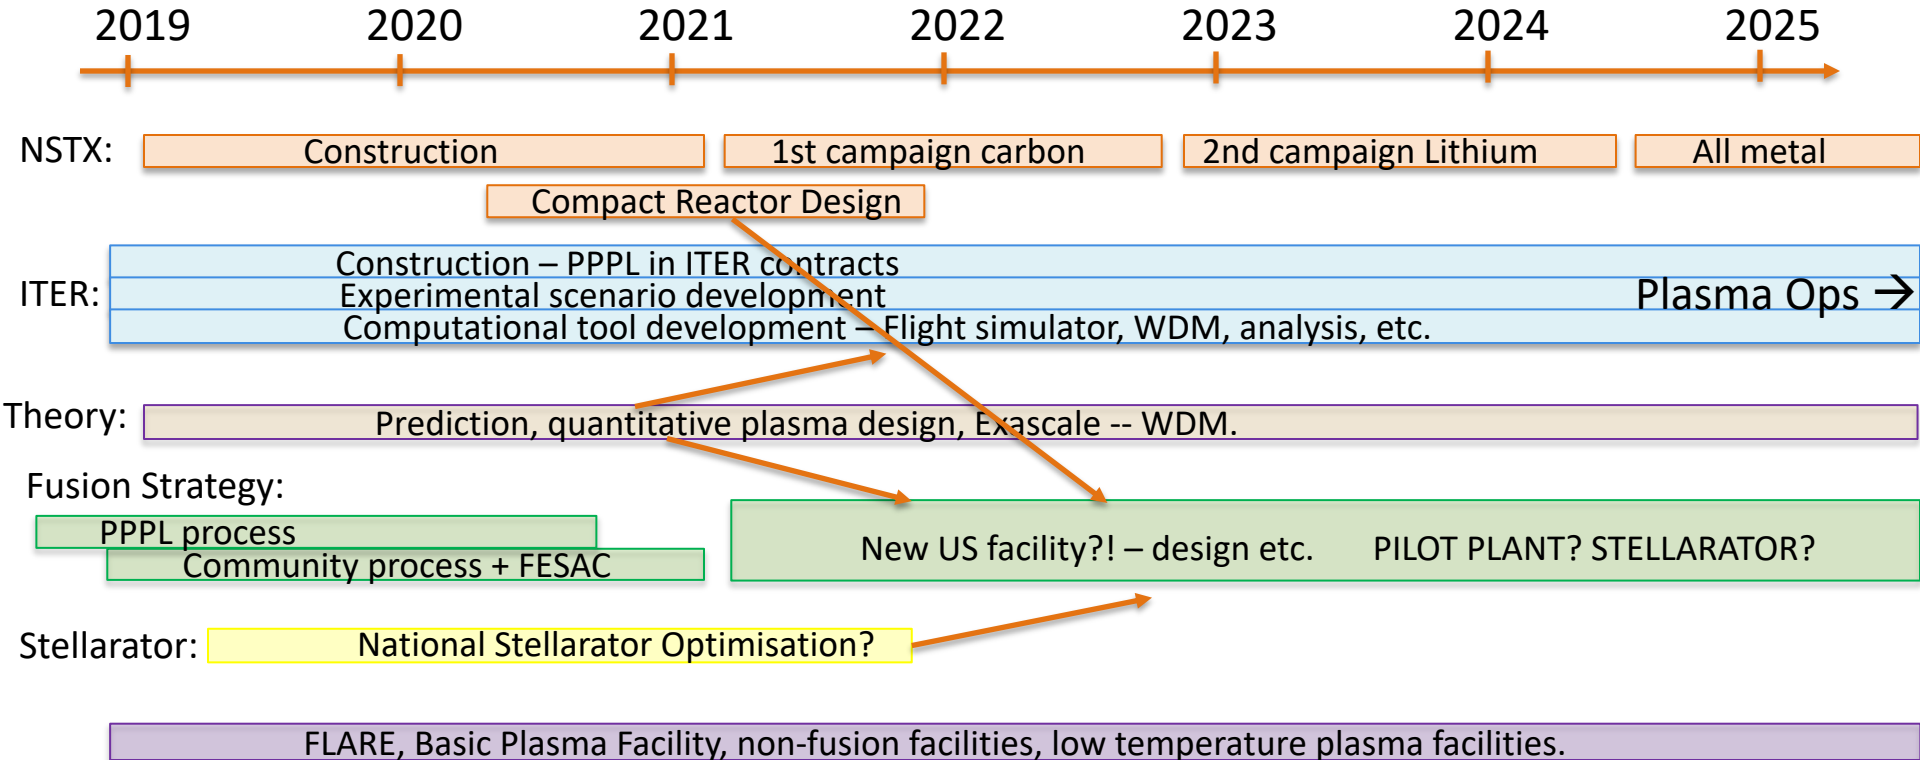 2019 2020 2021 2022 2023 2024 2025
NSTX: Construction 1st campaign carbon 2nd campaign Lithium All metal
Compact Reactor Design
Construction – PPPL in ITER contracts
ITER: Experimental scenario development Plasma Ops →
Computational tool development – Flight simulator, WDM, analysis, etc.
Theory: Prediction, quantitative plasma design, Exascale -- WDM.
Fusion Strategy:
PPPL process
New US facility?! – design etc. PILOT PLANT? STELLARATOR?
Community process + FESAC
Stellarator: National Stellarator Optimisation?
FLARE, Basic Plasma Facility, non-fusion facilities, low temperature plasma facilities.